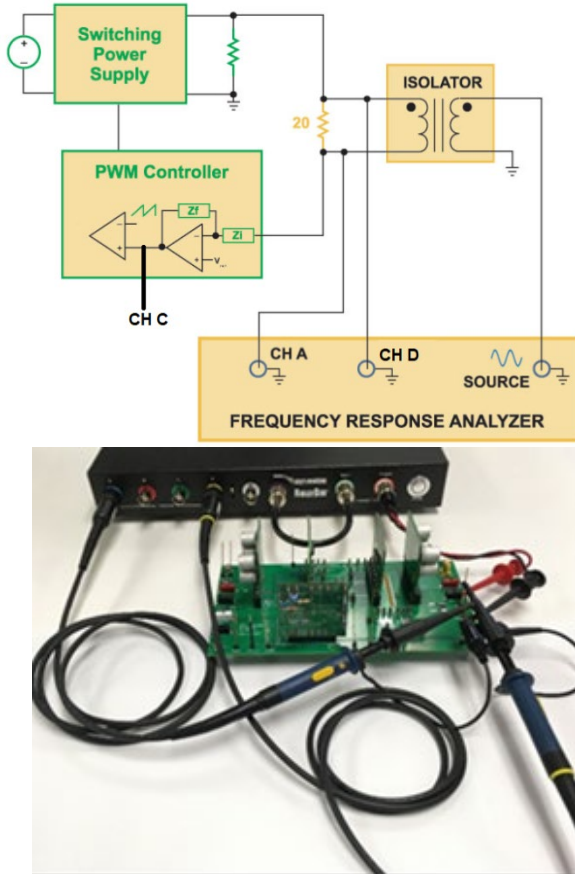 Switching
Power
Supply
ISOLATOR
20
PWM Controller
Zf
Zi
CH C
CH A
CH D
SOURCE
FREQUENCY RESPONSE ANALYZER